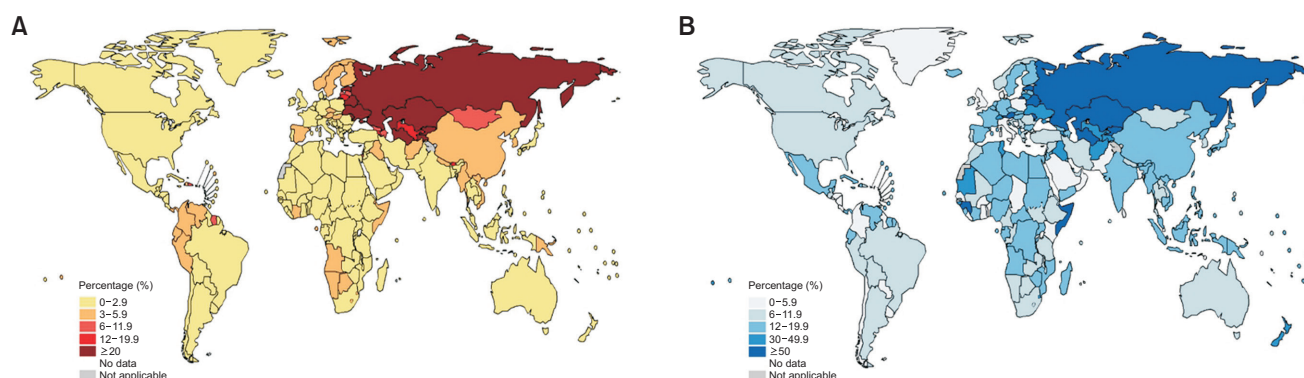 A
B
Percentage (%)
0−2.9
3−5.9
6−11.9
12−19.9
≥20
No data
Not applicable
Percentage (%)
0−5.9
6−11.9
12−19.9
30−49.9
≥50
No data
Not applicable